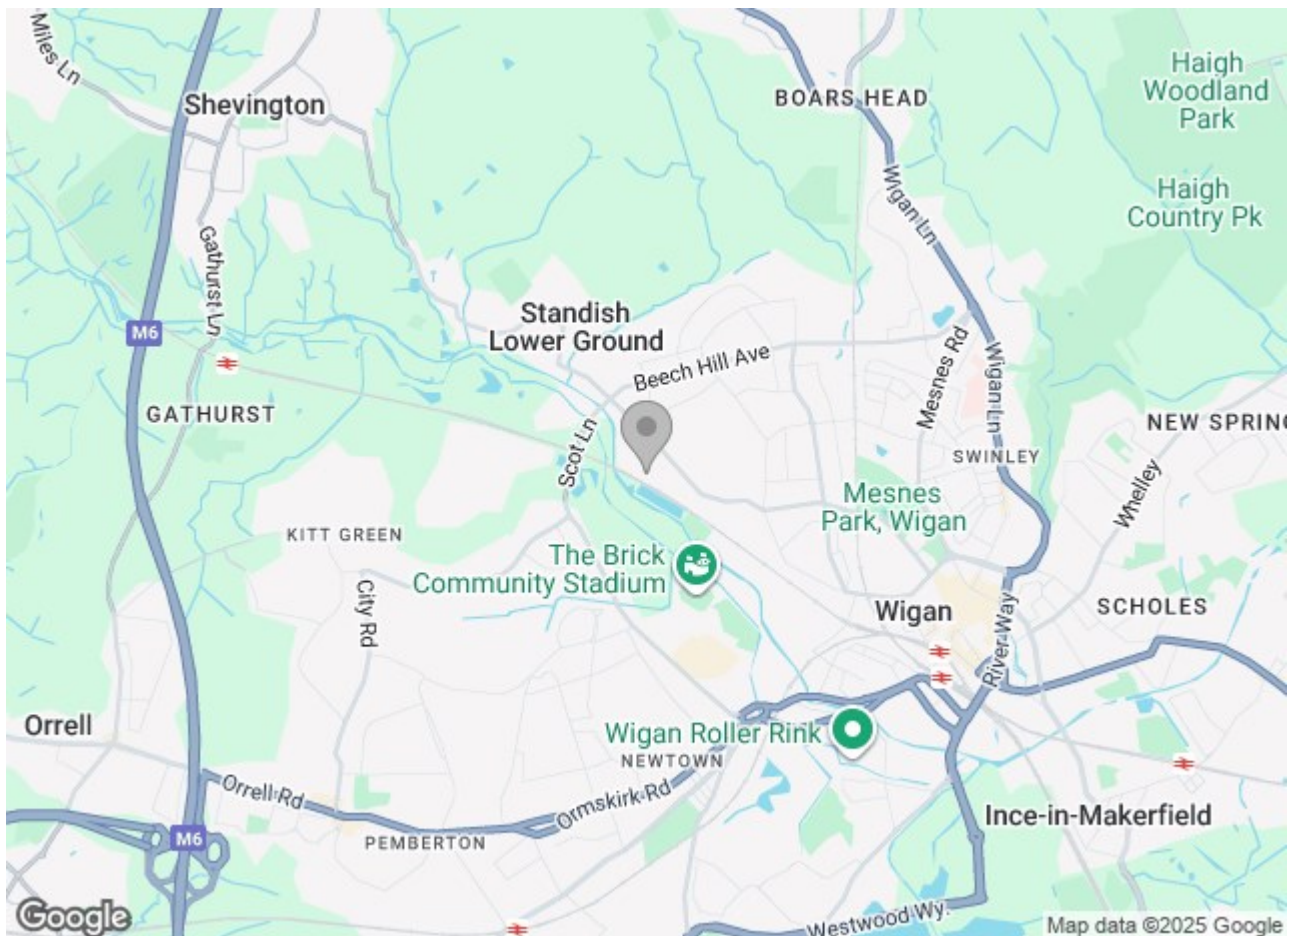 Miles Ln
Shevington
BOARS HEAD
Haigh
Woodland
Park
Haigh
Country Pk
Wigan Ln
Gathurst Ln
M6
Standish
Lower Ground
Beech Hill Ave
Mesnes Rd
Wigan Ln
GATHURST
NEW SPRING
Scot Ln
SWINLEY
Whelley
Mesnes
Park, Wigan
KITT GREEN
The Brick
Community Stadium
City Rd
Wigan
River Way
SCHOLES
Orrell
Wigan Roller Rink
NEWTOWN
Orrell Rd
Ormskirk Rd
Ince-in-Makerfield
M6
PEMBERTON
Westwood Wy.
Google
Map data ©2025 Google